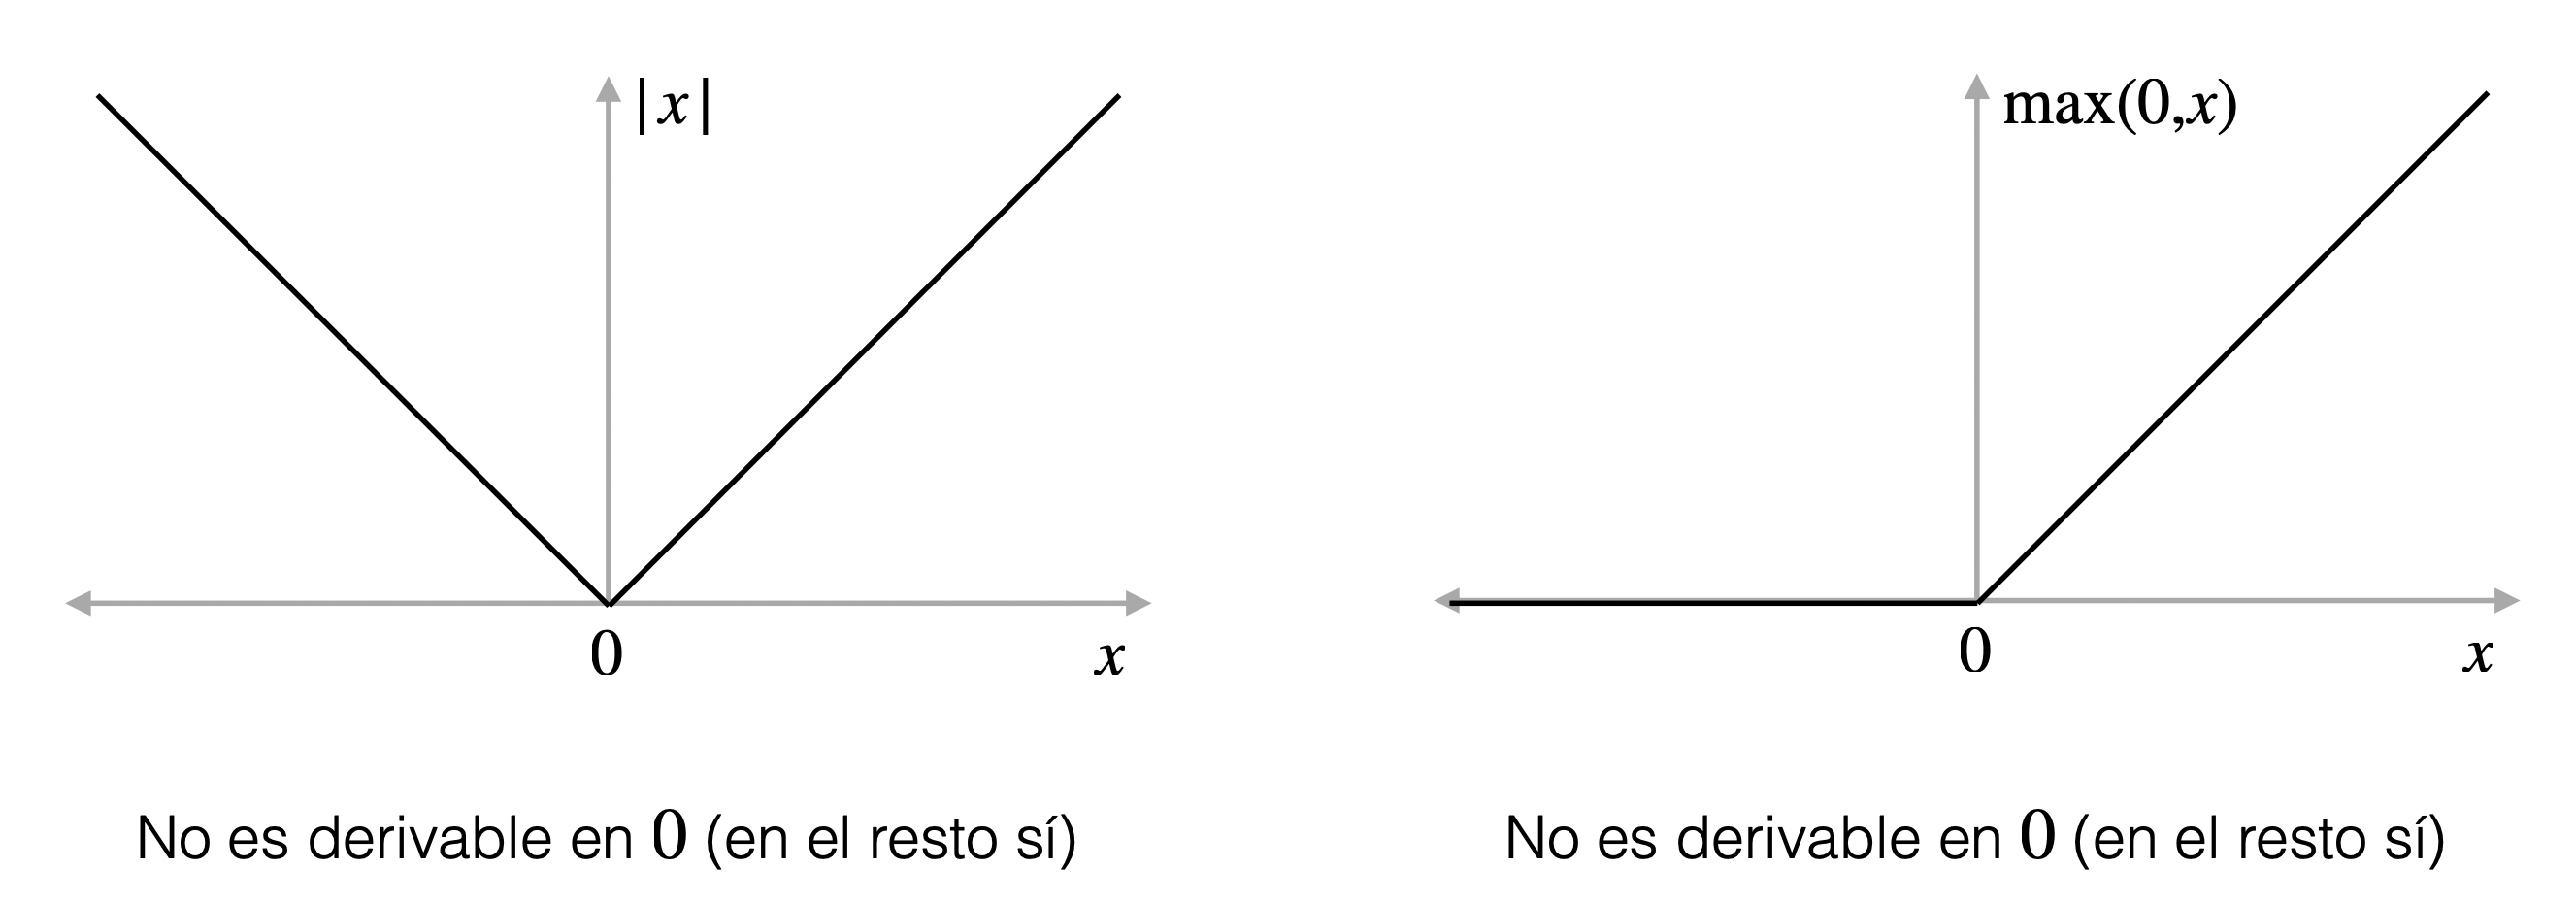 |x|
0
x
No es derivable en 0 (en el resto sí)
max(0,x)
0
x
No es derivable en 0 (en el resto sí)